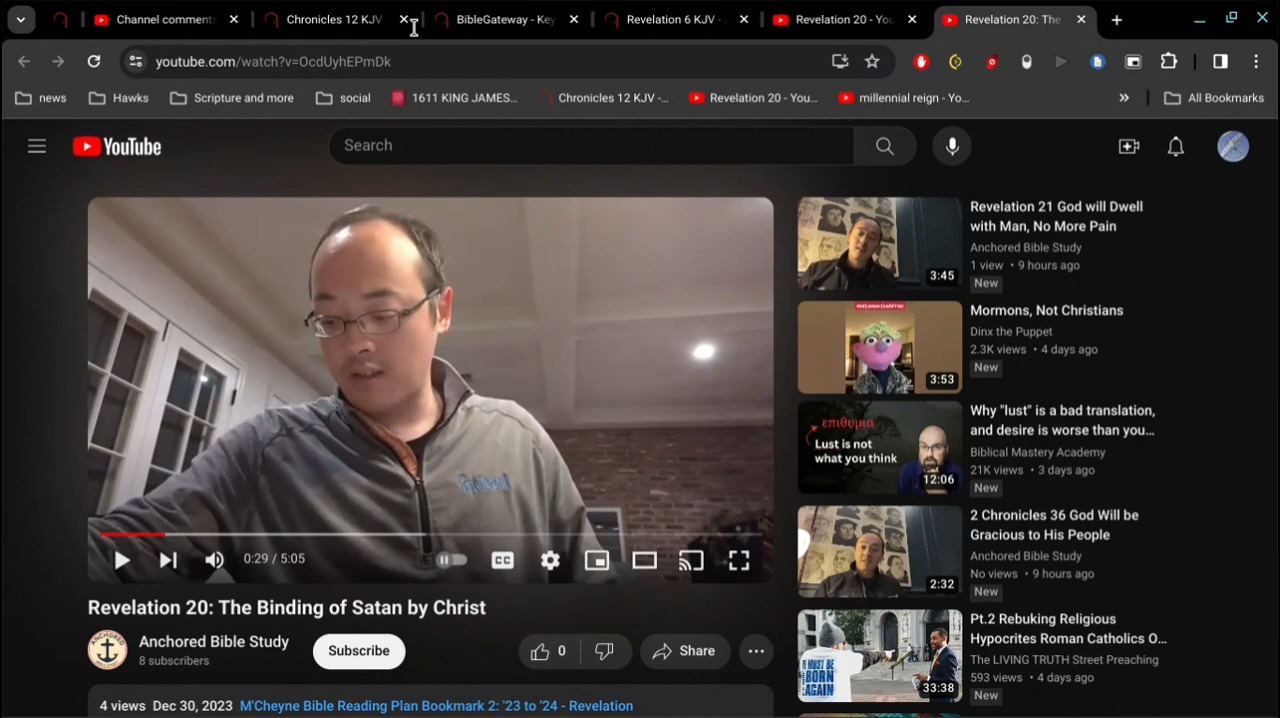 Channel comments
Chronicles 12 KJV
BibleGateway - Key
Revelation 6 KJV -
Revelation 20 - You
Revelation 20: The
youtube.com/watch?v=OcdUyhEPmDk
news
Hawks
Scripture and more
social
1611 KING JAMES...
Chronicles 12 KJV -...
Revelation 20 - You...
millennial reign - Yo...
All Bookmarks
YouTube
Search
0:29 / 5:05
CC
Revelation 20: The Binding of Satan by Christ
ANCHORED
Anchored Bible Study
8 subscribers
Subscribe
0
Share
4 views Dec 30, 2023 M'Cheyne Bible Reading Plan Bookmark 2: '23 to '24 - Revelation
3:45
Revelation 21 God will Dwell
with Man, No More Pain
Anchored Bible Study
1 view • 9 hours ago
New
3:53
Mormons, Not Christians
Dinx the Puppet
2.3K views • 4 days ago
New
επιθυμια
Lust is not
what you think
12:06
Why "lust" is a bad translation,
and desire is worse than you...
Biblical Mastery Academy
21K views • 3 days ago
New
2:32
2 Chronicles 36 God Will be
Gracious to His People
Anchored Bible Study
No views • 9 hours ago
New
YE MUST BE
BORN
AGAIN
33:38
Pt.2 Rebuking Religious
Hypocrites Roman Catholics O...
The LIVING TRUTH Street Preaching
593 views • 4 days ago
New